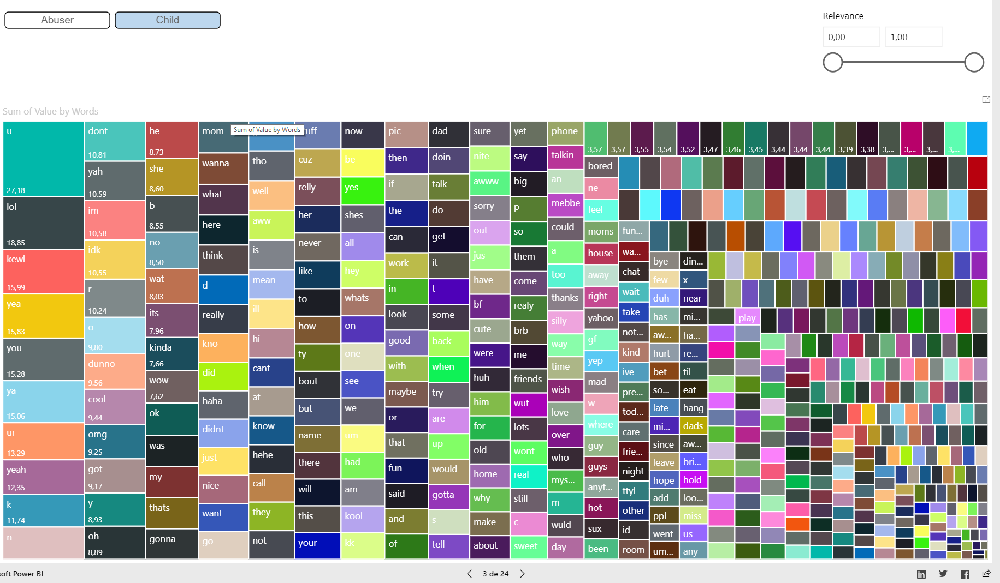 Abuser
Child
Relevance
0,00
1,00
Sum of Value by Words
Sum of Value by Words
u
27,18
lol
18,85
kewl
15,99
yea
15,83
you
15,28
ya
15,06
ur
13,29
yeah
12,35
k
11,74
n
dont
10,81
yah
10,59
im
10,58
idk
10,55
r
10,24
o
9,80
dunno
9,56
cool
9,44
omg
9,25
got
9,17
y
8,93
oh
8,89
he
8,73
she
8,60
b
8,55
no
8,50
wat
8,03
its
7,96
kinda
7,66
wow
7,62
ok
was
my
thats
gonna
mom
wanna
what
here
think
d
really
kno
did
haha
didnt
just
nice
want
go
tho
well
aww
is
mean
ill
hi
cant
at
know
hehe
call
they
not
uff
cuz
relly
her
never
like
to
how
ty
bout
but
name
there
will
this
your
now
be
yes
shes
all
hey
whats
on
one
see
we
um
had
am
kool
kk
pic
then
if
the
can
work
in
look
good
with
maybe
or
that
fun
said
and
of
dad
doin
talk
do
get
it
t
some
back
when
try
are
up
would
gotta
s
tell
sure
nite
awww
sorry
out
jus
have
bf
cute
were
huh
him
for
old
home
why
make
about
yet
say
big
p
so
them
come
realy
brb
me
friends
wut
lots
wont
real
still
c
sweet
phone
talkin
an
mebbe
could
a
too
thanks
silly
way
time
wish
love
over
who
mys...
m
wuld
day
3,57
3,57
3,55
3,54
3,52
3,47
3,46
3,45
3,44
3,44
3,44
3,39
3,38
3,...
3,...
3,...
3,...
bored
ne
feel
moms
house
away
right
yahoo
gf
yep
mad
w
where
guy
guys
anyt...
hot
sux
been
fun...
wa...
chat
wait
take
not...
kind
ive
pre...
tod...
care
frie...
night
ttyl
other
id
room
bye
few
duh
has
aw...
hurt
bet
so...
late
mi...
since
leave
hope
add
ppl
went
um...
din...
x
near
mi...
ha...
re...
til
eat
hang
dads
aw...
bri...
hold
loo...
miss
us
any
play
soft Power BI
3 de 24